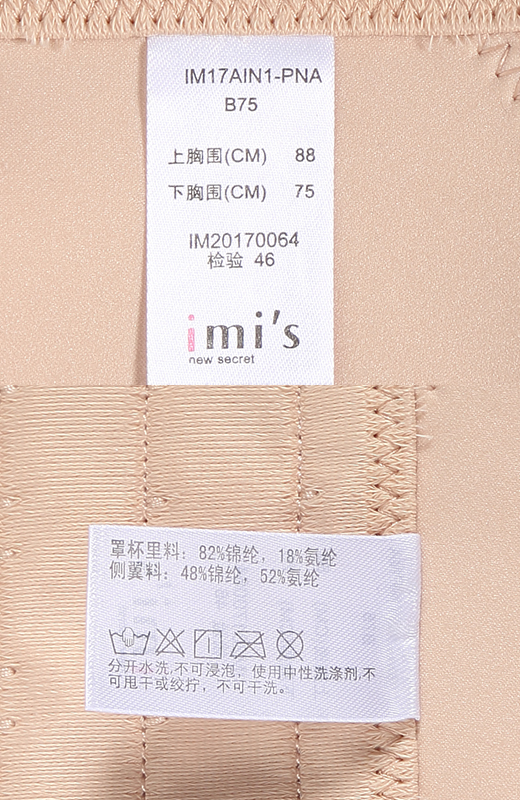 IM17AIN1-PNA
B75
上胸围(CM) 88
下胸围(CM) 75
IM20170064
检验 46
imi's
new secret
罩杯里料：82%锦纶，18%氨纶
侧翼料：48%锦纶，52%氨纶
分开水洗,不可浸泡，使用中性洗涤剂,不
可甩干或绞拧，不可干洗。